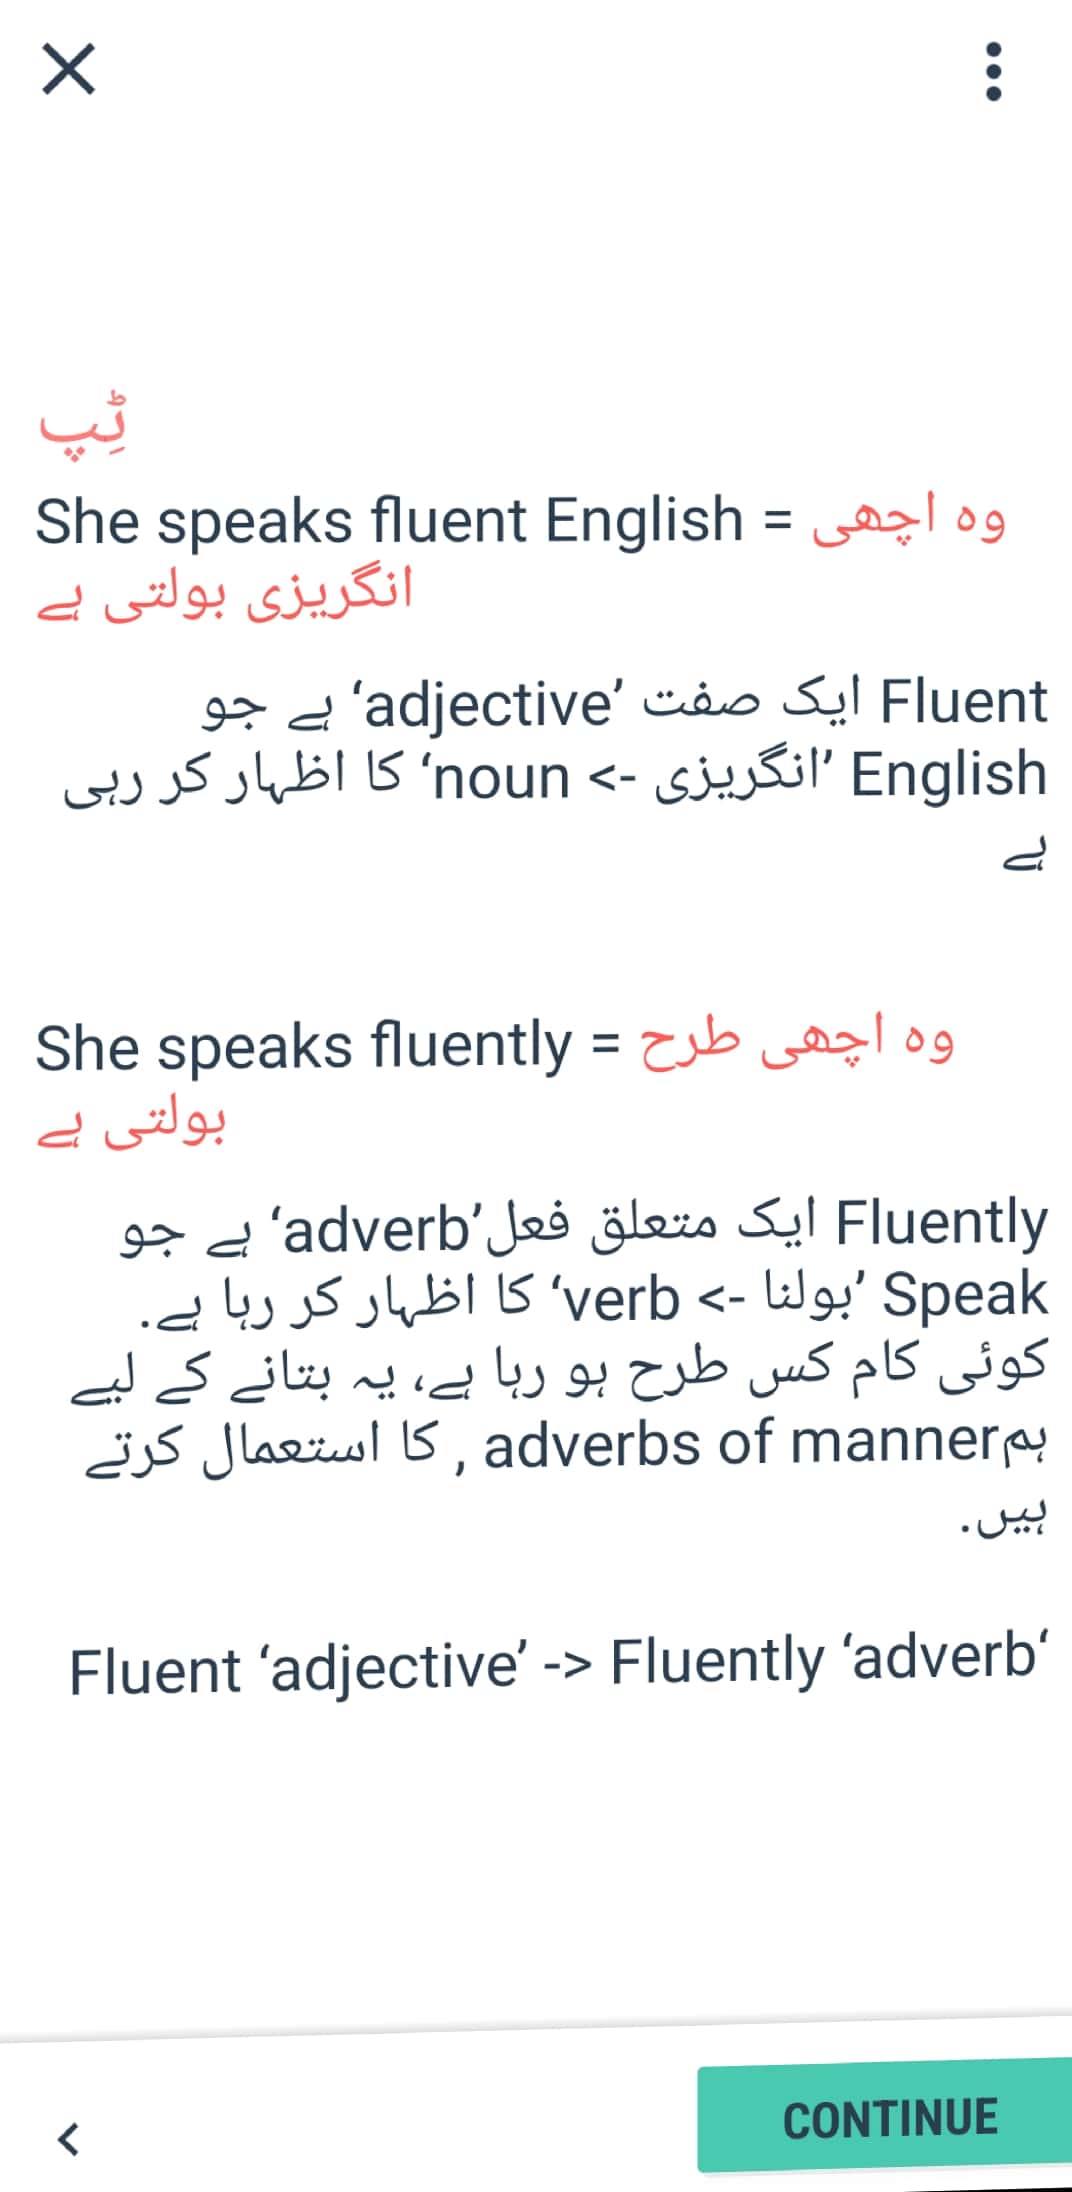 ٹِپ
She speaks fluent English = وہ اچھی
انگریزی بولتی ہے
Fluent ایک صفت ’adjective‘ ہے جو
English ’انگریزی -> noun‘ کا اظہار کر رہی
ہے
She speaks fluently = وہ اچھی طرح
بولتی ہے
Fluently ایک متعلق فعل’adverb‘ ہے جو
Speak ’بولنا -> verb‘ کا اظہار کر رہا ہے.
کوئی کام کس طرح ہو رہا ہے، یہ بتانے کے لیے
ہمadverbs of manner , کا استعمال کرتے
ہیں.
Fluent ‘adjective’ -> Fluently ‘adverb‘
CONTINUE